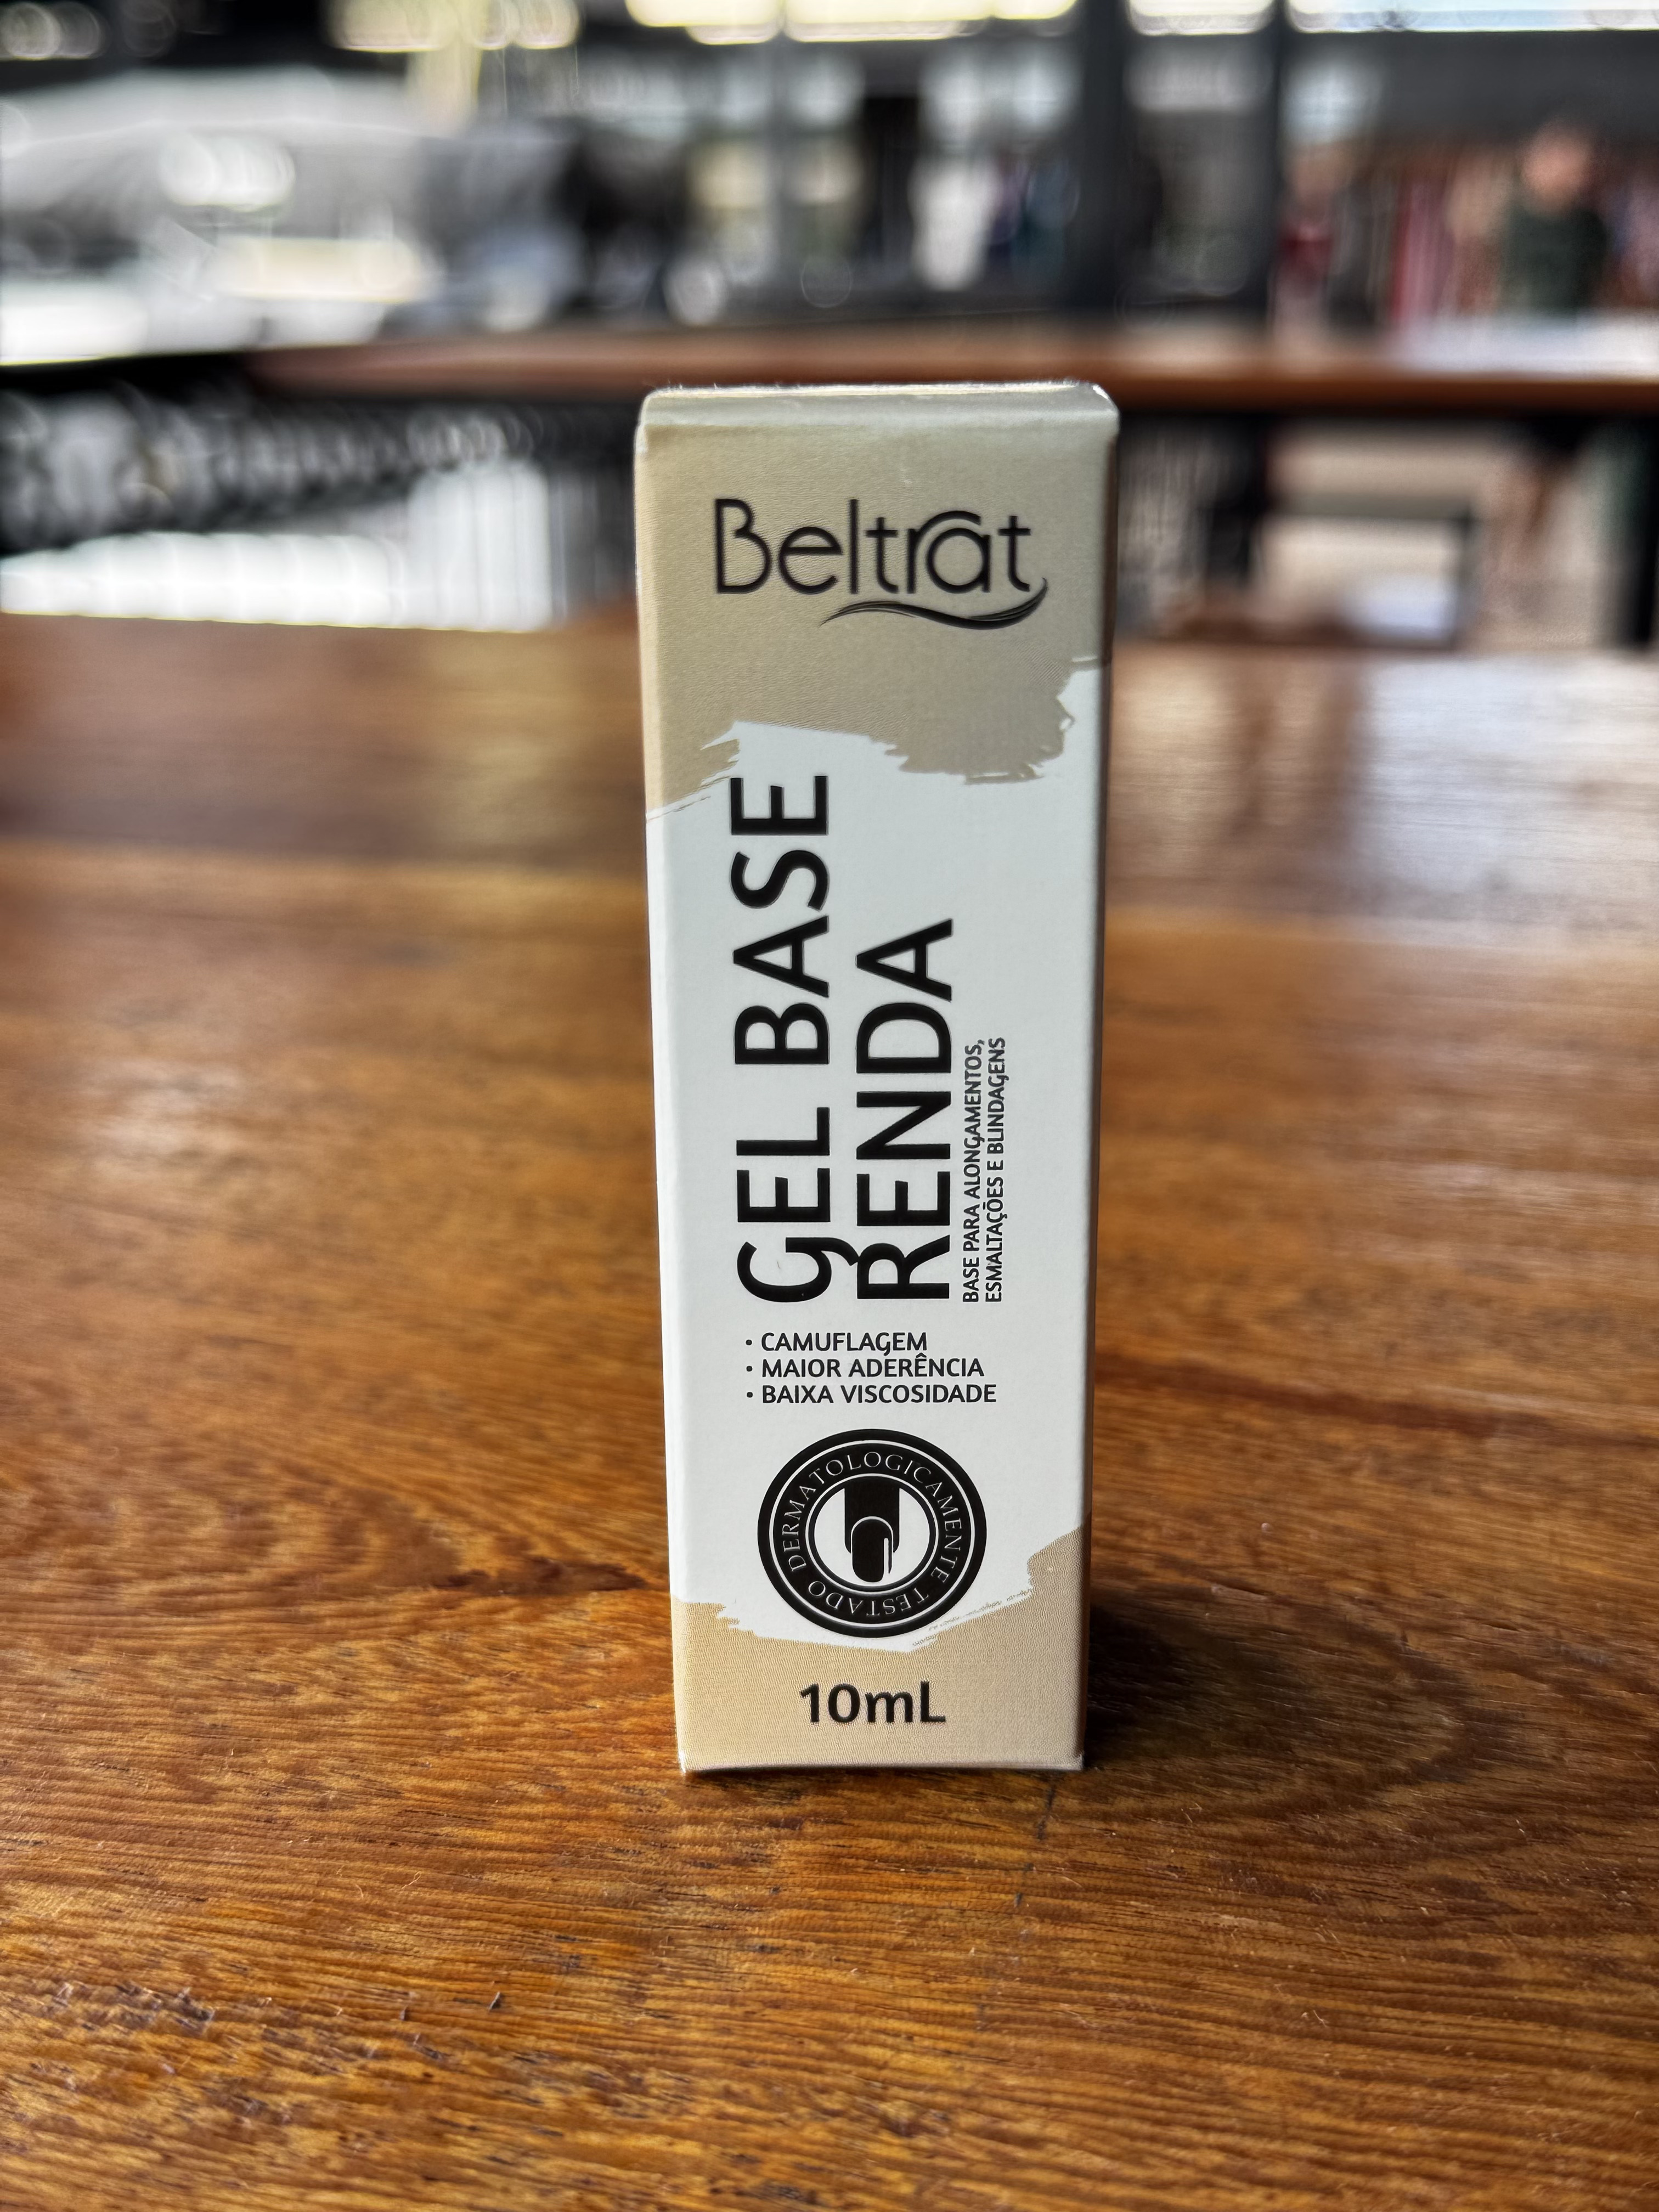 Beltrat
GEL BASE
RENDA
BASE PARA ALONGAMENTOS,
ESMALTAÇÕES E BLINDAGENS
• CAMUFLAGEM
• MAIOR ADERÊNCIA
• BAIXA VISCOSIDADE
DERMATOLOGICAMENTE TESTADO
10mL